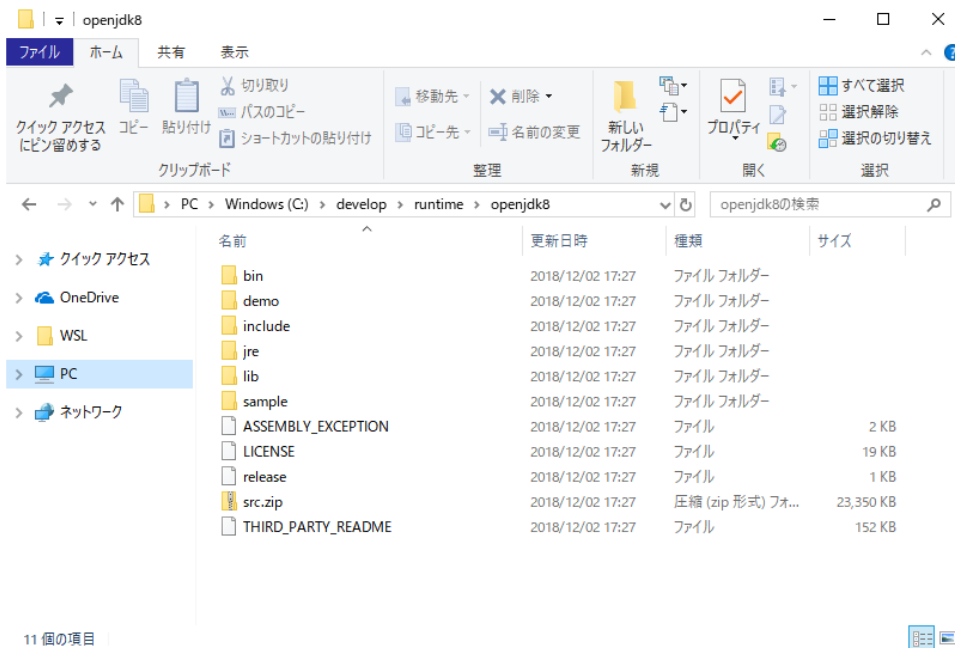 openjdk8
ファイル ホーム 共有 表示
クイック アクセス
にピン留めする
コピー
貼り付け
切り取り
パスのコピー
ショートカットの貼り付け
クリップボード
移動先
コピー先
削除
名前の変更
整理
新しい
フォルダー
新規
プロパティ
開く
すべて選択
選択解除
選択の切り替え
選択
PC Windows (C:) develop runtime openjdk8
openjdk8の検索
クイック アクセス
OneDrive
WSL
PC
ネットワーク
名前 更新日時 種類 サイズ
bin 2018/12/02 17:27 ファイル フォルダー
demo 2018/12/02 17:27 ファイル フォルダー
include 2018/12/02 17:27 ファイル フォルダー
jre 2018/12/02 17:27 ファイル フォルダー
lib 2018/12/02 17:27 ファイル フォルダー
sample 2018/12/02 17:27 ファイル フォルダー
ASSEMBLY_EXCEPTION 2018/12/02 17:27 ファイル 2 KB
LICENSE 2018/12/02 17:27 ファイル 19 KB
release 2018/12/02 17:27 ファイル 1 KB
src.zip 2018/12/02 17:27 圧縮 (zip 形式) フォ... 23,350 KB
THIRD_PARTY_README 2018/12/02 17:27 ファイル 152 KB
11 個の項目